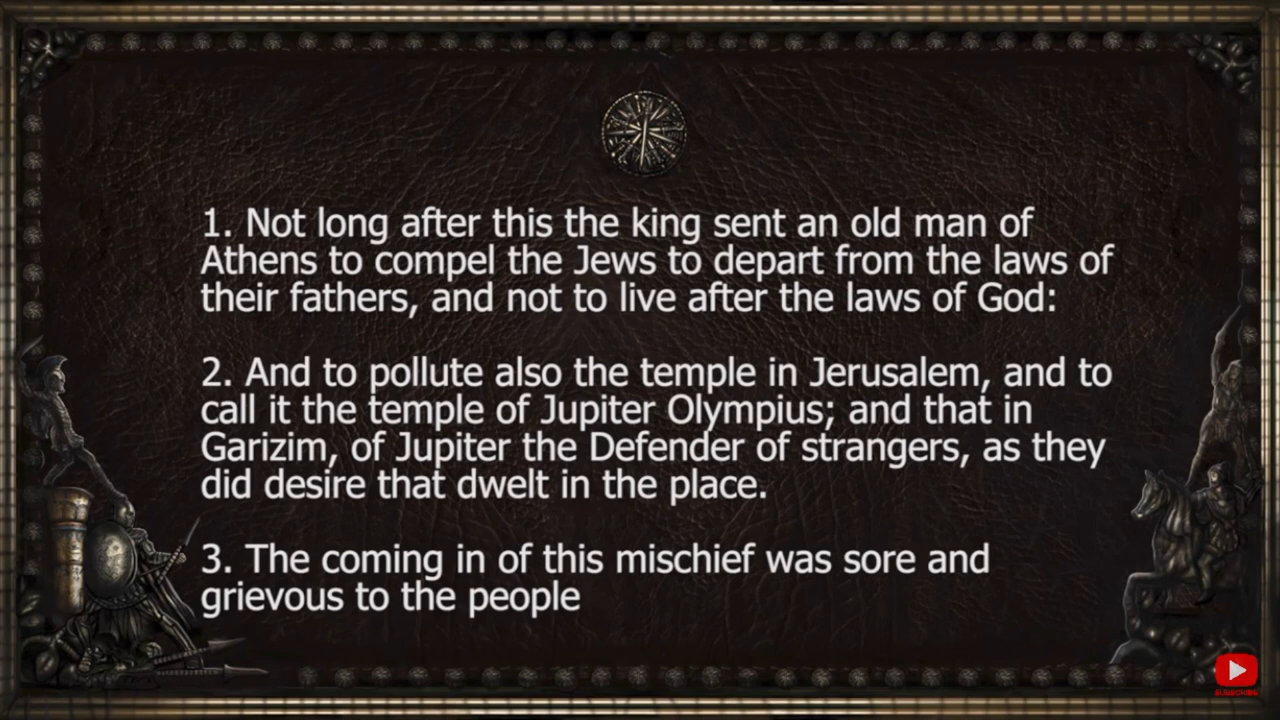 1. Not long after this the king sent an old man of
Athens to compel the Jews to depart from the laws of
their fathers, and not to live after the laws of God:
2. And to pollute also the temple in Jerusalem, and to
call it the temple of Jupiter Olympius; and that in
Garizim, of Jupiter the Defender of strangers, as they
did desire that dwelt in the place.
3. The coming in of this mischief was sore and
grievous to the people
SUBSCRIBE